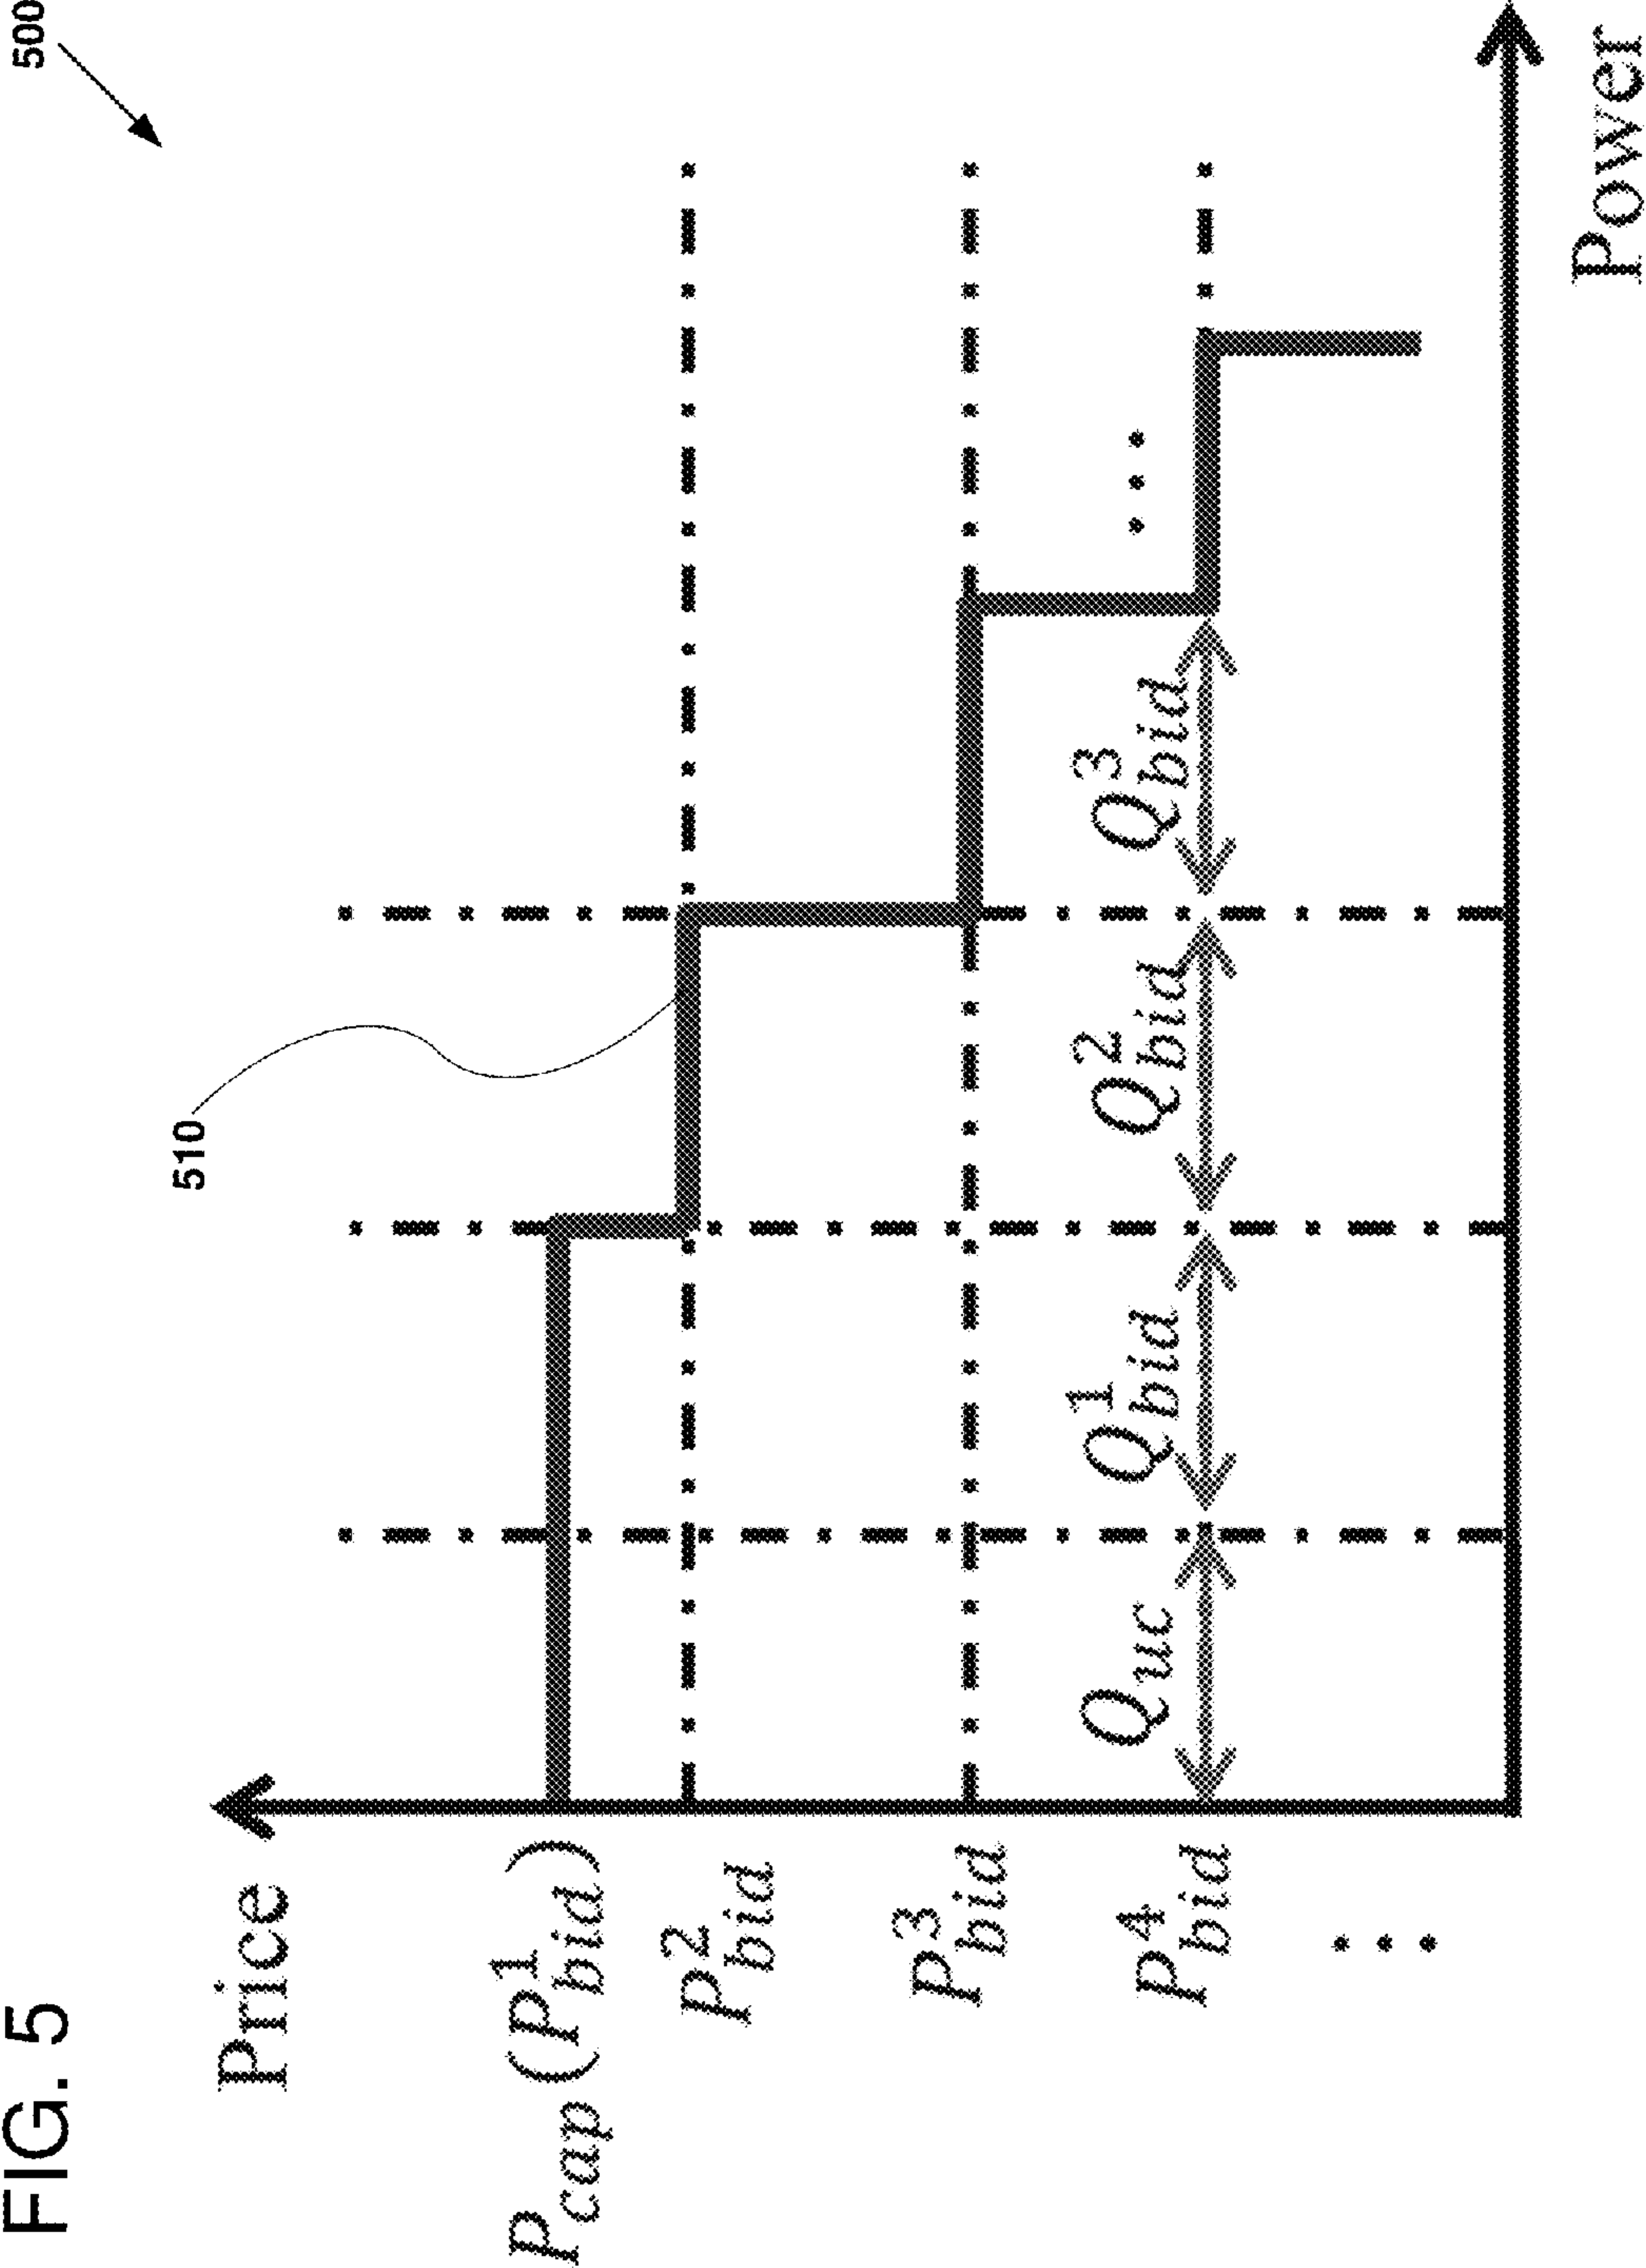 FIG. 5
500
Price
510
P_cap (P^1_bid)
P^2_bid
P^3_bid
P^4_bid
Q_uc
Q^1_bid
Q^2_bid
Q^3_bid
...
...
Power